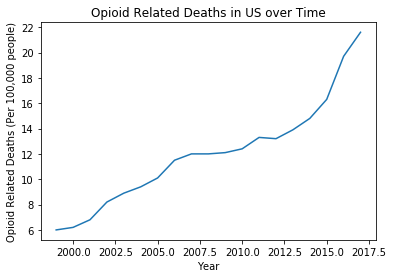 Opioid Related Deaths in US over Time
Opioid Related Deaths (Per 100,000 people)
22
20
18
16
14
12
10
8
6
2000.0 2002.5 2005.0 2007.5 2010.0 2012.5 2015.0 2017.5
Year